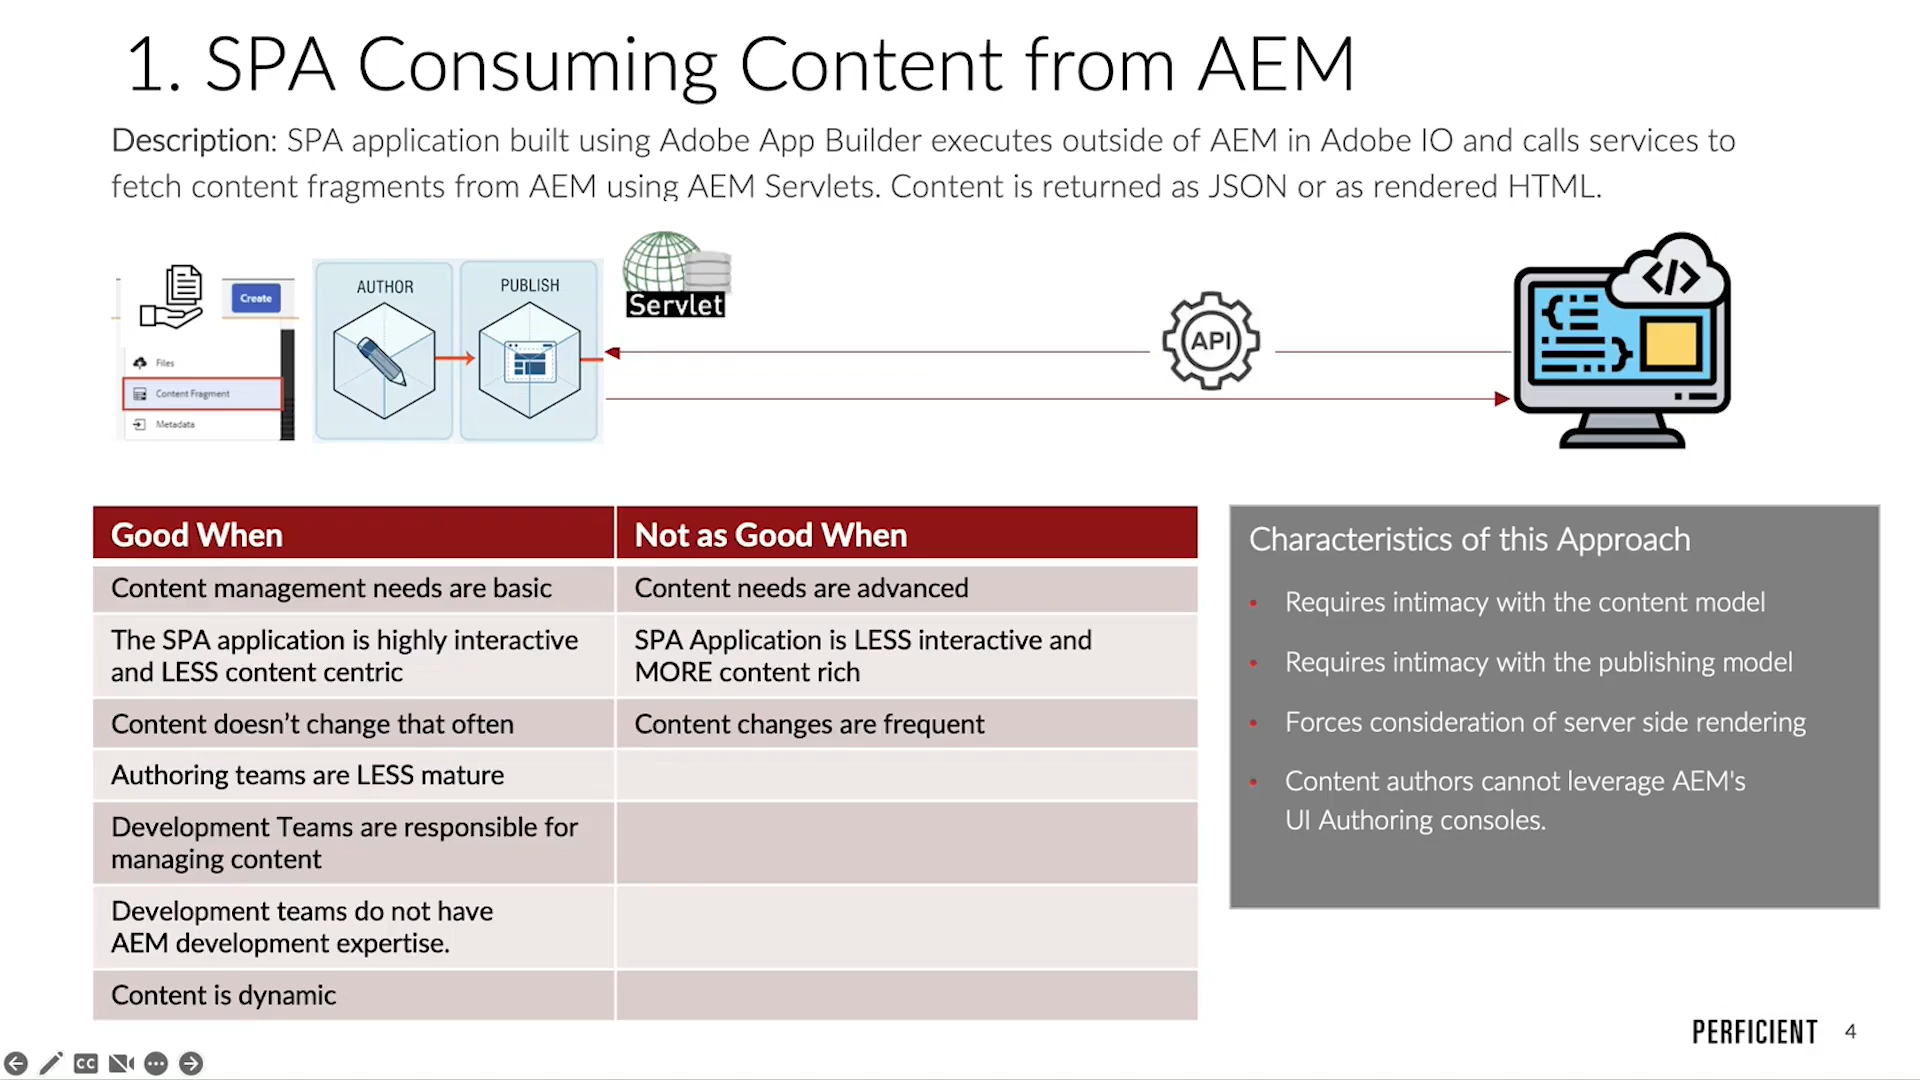 1. SPA Consuming Content from AEM
Description: SPA application built using Adobe App Builder executes outside of AEM in Adobe IO and calls services to
fetch content fragments from AEM using AEM Servlets. Content is returned as JSON or as rendered HTML.
Create
Files
Content Fragment
Metadata
AUTHOR
PUBLISH
Servlet
API
</>
Good When
Not as Good When
Content management needs are basic
Content needs are advanced
The SPA application is highly interactive
and LESS content centric
SPA Application is LESS interactive and
MORE content rich
Content doesn’t change that often
Content changes are frequent
Authoring teams are LESS mature
Development Teams are responsible for
managing content
Development teams do not have
AEM development expertise.
Content is dynamic
Characteristics of this Approach
• Requires intimacy with the content model
• Requires intimacy with the publishing model
• Forces consideration of server side rendering
• Content authors cannot leverage AEM's
UI Authoring consoles.
PERFICIENT
4
CC